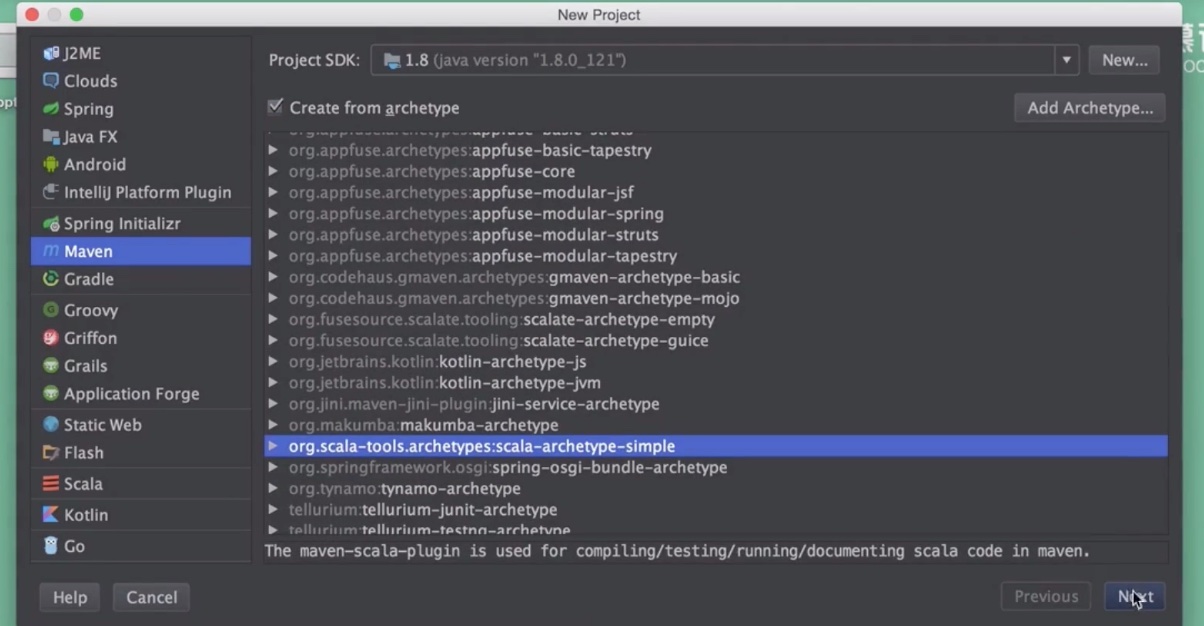 New Project
J2ME
Clouds
Spring
Java FX
Android
IntelliJ Platform Plugin
Spring Initializr
Maven
Gradle
Groovy
Griffon
Grails
Application Forge
Static Web
Flash
Scala
Kotlin
Go
Project SDK: 1.8 (java version "1.8.0_121") New...
Create from archetype Add Archetype...
org.appfuse.archetypes:appfuse-basic-struts
org.appfuse.archetypes:appfuse-basic-tapestry
org.appfuse.archetypes:appfuse-core
org.appfuse.archetypes:appfuse-modular-jsf
org.appfuse.archetypes:appfuse-modular-spring
org.appfuse.archetypes:appfuse-modular-struts
org.appfuse.archetypes:appfuse-modular-tapestry
org.codehaus.gmaven.archetypes:gmaven-archetype-basic
org.codehaus.gmaven.archetypes:gmaven-archetype-mojo
org.fusesource.scalate.tooling:scalate-archetype-empty
org.fusesource.scalate.tooling:scalate-archetype-guice
org.jetbrains.kotlin:kotlin-archetype-js
org.jetbrains.kotlin:kotlin-archetype-jvm
org.jini.maven-jini-plugin:jini-service-archetype
org.makumba:makumba-archetype
org.scala-tools.archetypes:scala-archetype-simple
org.springframework.osgi:spring-osgi-bundle-archetype
org.tynamo:tynamo-archetype
tellurium:tellurium-junit-archetype
tellurium:tellurium-testng-archetype
The maven-scala-plugin is used for compiling/testing/running/documenting scala code in maven.
Help Cancel Previous Next